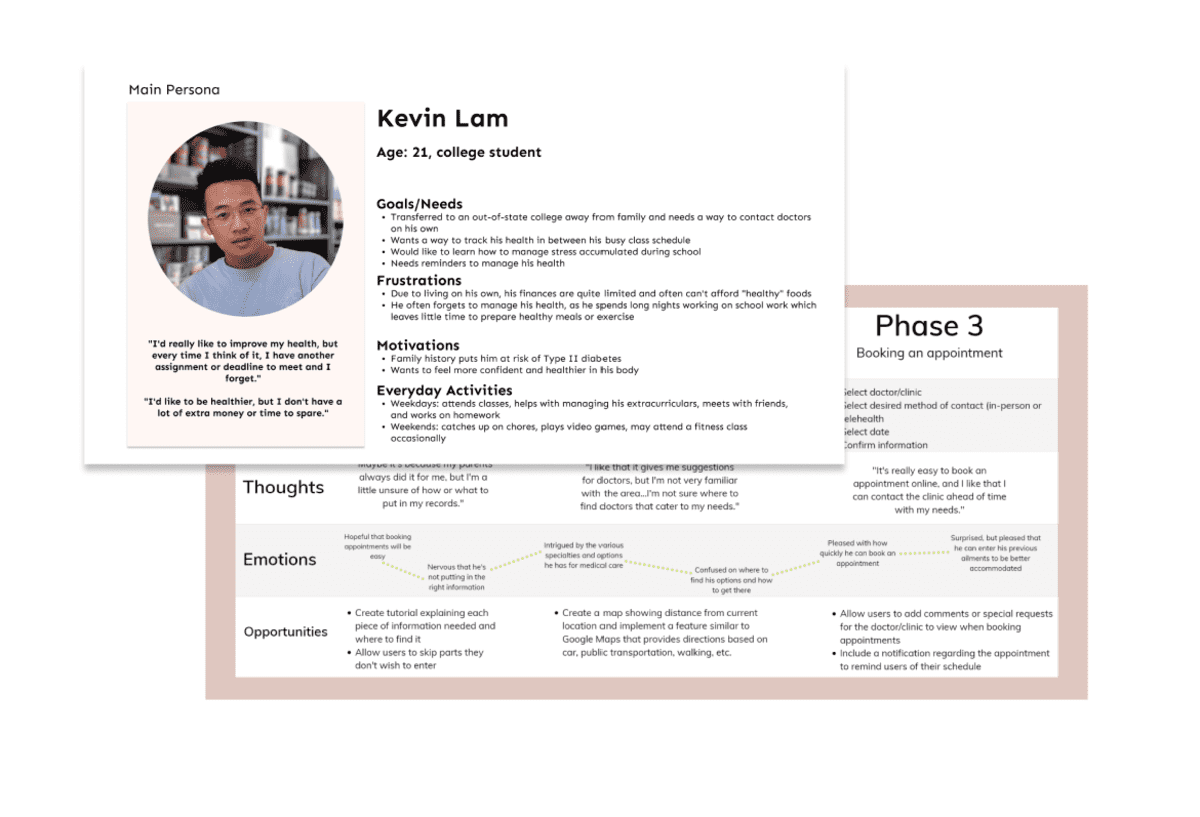 Main Persona
Kevin Lam
Age: 21, college student
Goals/Needs
• Transferred to an out-of-state college away from family and needs a way to contact doctors
on his own
• Wants a way to track his health in between his busy class schedule
• Would like to learn how to manage stress accumulated during school
• Needs reminders to manage his health
Frustrations
• Due to living on his own, his finances are quite limited and often can't afford "healthy" foods
• He often forgets to manage his health, as he spends long nights working on school work which
leaves little time to prepare healthy meals or exercise
Motivations
• Family history puts him at risk of Type II diabetes
• Wants to feel more confident and healthier in his body
Everyday Activities
• Weekdays: attends classes, helps with managing his extracurriculars, meets with friends,
and works on homework
• Weekends: catches up on chores, plays video games, may attend a fitness class
occasionally
"I'd really like to improve my health, but
every time I think of it, I have another
assignment or deadline to meet and I
forget."
"I'd like to be healthier, but I don't have a
lot of extra money or time to spare."
Phase 3
Booking an appointment
Select doctor/clinic
Select desired method of contact (in-person or
telehealth
Select date
Confirm information
Thoughts
Maybe it's because my parents
always did it for me, but I'm a
little unsure of how or what to
put in my records."
"I like that it gives me suggestions
for doctors, but I'm not very familiar
with the area...I'm not sure where to
find doctors that cater to my needs."
"It's really easy to book an
appointment online, and I like that I
can contact the clinic ahead of time
with my needs."
Emotions
Hopeful that booking
appointments will be
easy
Nervous that he's
not putting in the
right information
Intrigued by the various
specialties and options
he has for medical care
Confused on where to
find his options and how
to get there
Pleased with how
quickly he can book an
appointment
Surprised, but pleased that
he can enter his previous
ailments to be better
accommodated
Opportunities
• Create tutorial explaining each
piece of information needed and
where to find it
• Allow users to skip parts they
don't wish to enter
• Create a map showing distance from current
location and implement a feature similar to
Google Maps that provides directions based on
car, public transportation, walking, etc.
• Allow users to add comments or special requests
for the doctor/clinic to view when booking
appointments
• Include a notification regarding the appointment
to remind users of their schedule